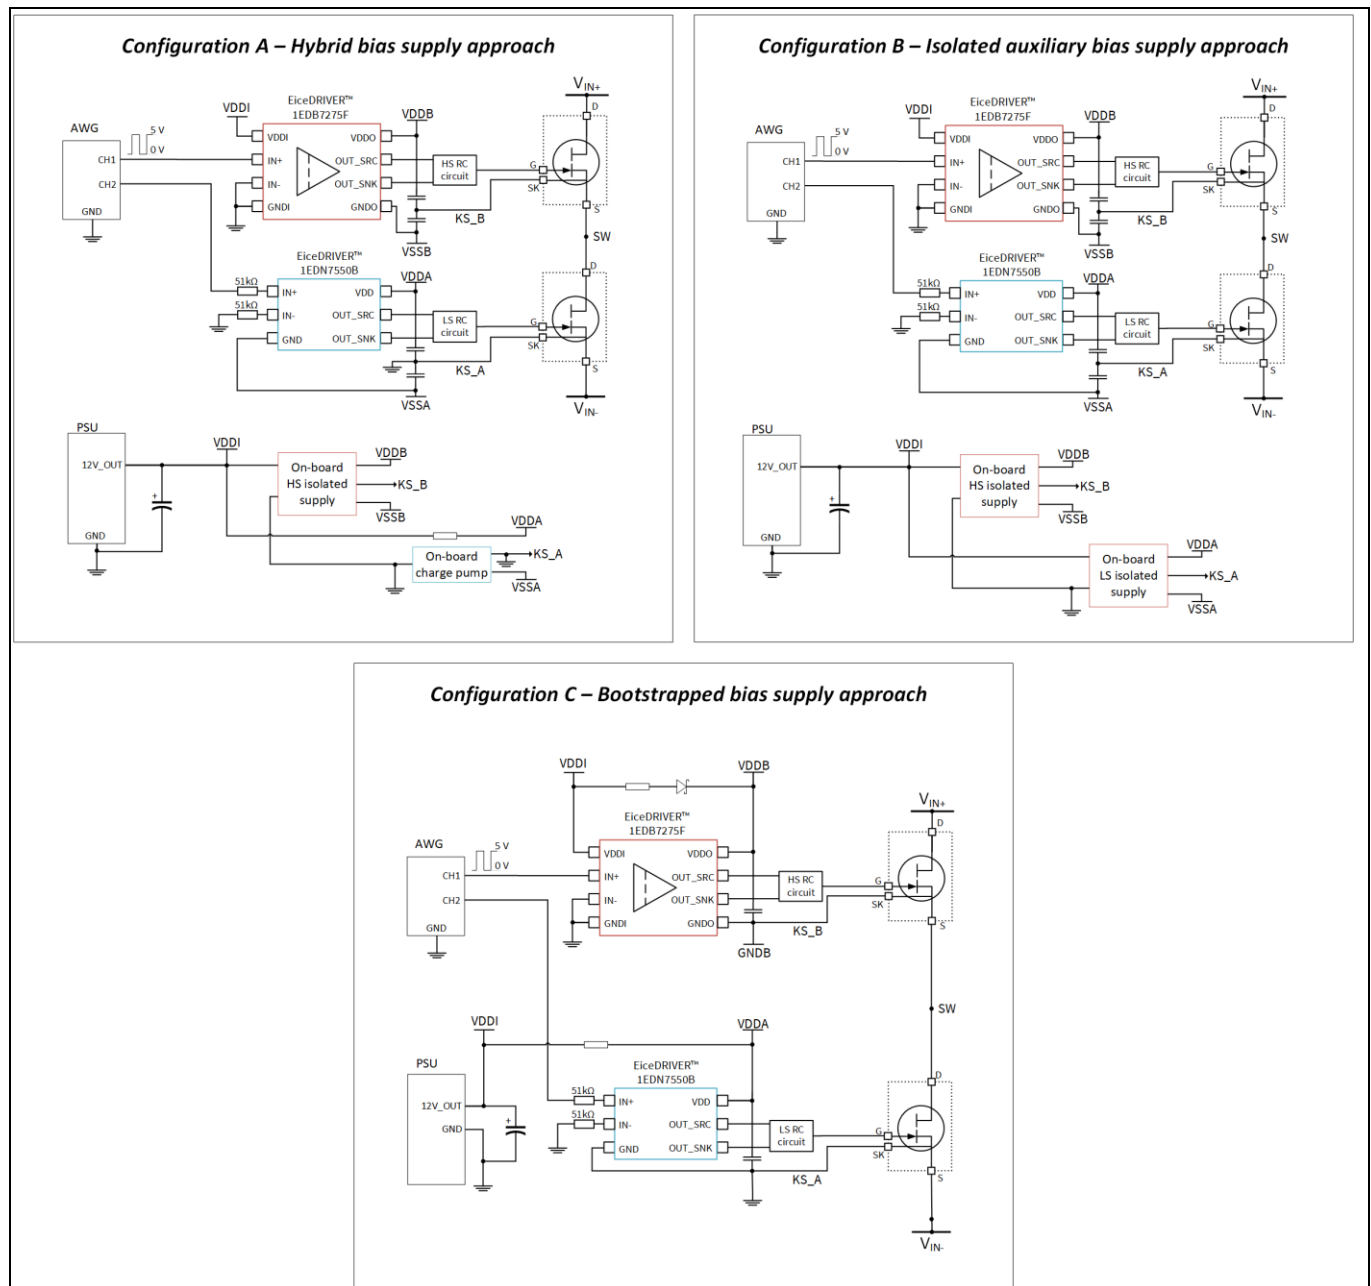 Configuration A – Hybrid bias supply approach
VIN+
D
EiceDRIVER™
1EDB7275F
VDDI
VDDB
AWG
5 V
0 V
CH1
CH2
GND
VDDI
VDDO
IN+
OUT_SRC
IN-
OUT_SNK
GNDI
GNDO
HS RC
circuit
G
SK
S
KS_B
SW
VSSB
EiceDRIVER™
1EDN7550B
VDDA
D
51kΩ
51kΩ
IN+
VDD
IN-
OUT_SRC
GND
OUT_SNK
LS RC
circuit
G
SK
S
KS_A
VSSA
VIN-
PSU
12V_OUT
GND
VDDI
On-board
HS isolated
supply
VDDB
KS_B
VSSB
VDDA
On-board
charge pump
KS_A
VSSA
Configuration B – Isolated auxiliary bias supply approach
VIN+
D
EiceDRIVER™
1EDB7275F
VDDI
VDDB
AWG
5 V
0 V
CH1
CH2
GND
VDDI
VDDO
IN+
OUT_SRC
IN-
OUT_SNK
GNDI
GNDO
HS RC
circuit
G
SK
S
KS_B
SW
VSSB
EiceDRIVER™
1EDN7550B
VDDA
D
51kΩ
51kΩ
IN+
VDD
IN-
OUT_SRC
GND
OUT_SNK
LS RC
circuit
G
SK
S
KS_A
VSSA
VIN-
PSU
12V_OUT
GND
VDDI
On-board
HS isolated
supply
VDDB
KS_B
VSSB
On-board
LS isolated
supply
VDDA
KS_A
VSSA
Configuration C – Bootstrapped bias supply approach
VDDI
VDDB
VIN+
D
EiceDRIVER™
1EDB7275F
AWG
5 V
0 V
CH1
CH2
GND
VDDI
VDDO
IN+
OUT_SRC
IN-
OUT_SNK
GNDI
GNDO
HS RC
circuit
G
SK
S
KS_B
GNDB
SW
VDDI
VDDA
PSU
12V_OUT
GND
EiceDRIVER™
1EDN7550B
D
51kΩ
51kΩ
IN+
VDD
IN-
OUT_SRC
GND
OUT_SNK
LS RC
circuit
G
SK
S
KS_A
VIN-